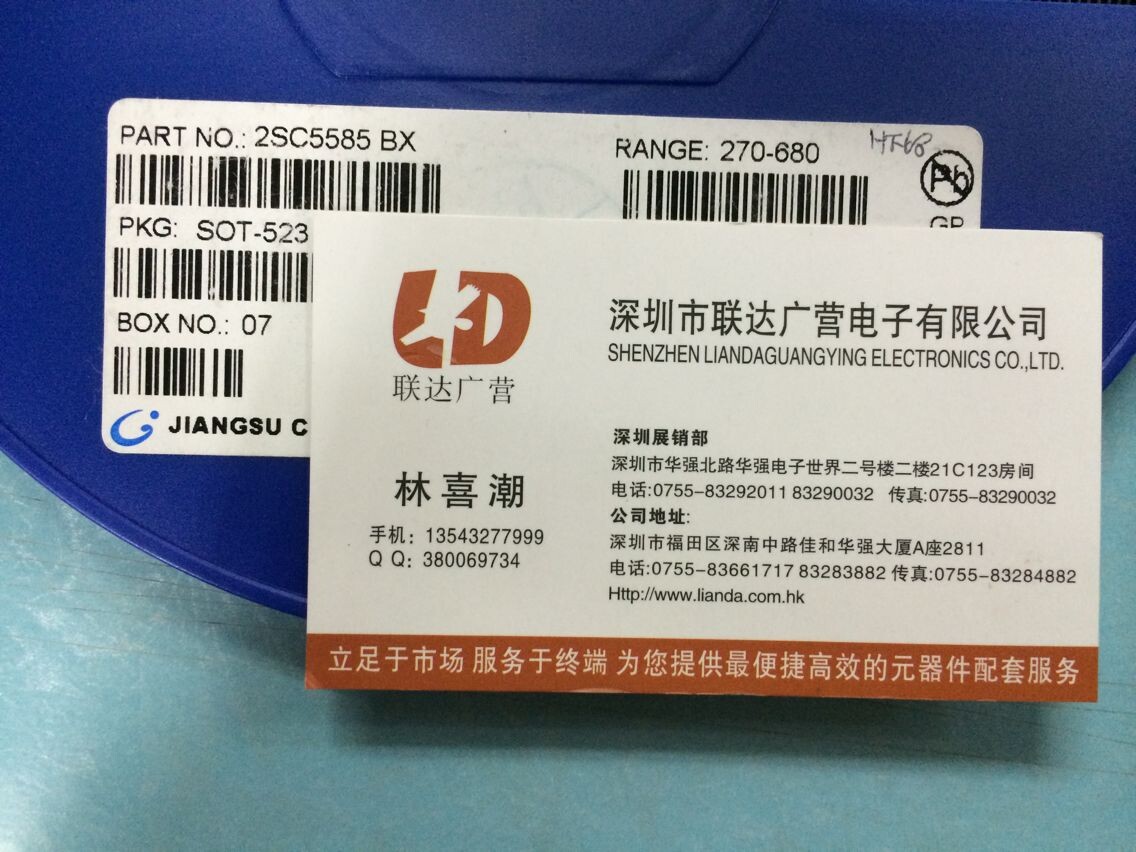 PART NO.: 2SC5585 BX
RANGE: 270-680
HF68
Pb
PKG: SOT-523
GP
BOX NO.: 07
JIANGSU C
LD
联达广营
深圳市联达广营电子有限公司
SHENZHEN LIANDAGUANGYING ELECTRONICS CO.,LTD.
林喜潮
手机：13543277999
Q Q：380069734
深圳展销部
深圳市华强北路华强电子世界二号楼二楼21C123房间
电话:0755-83292011 83290032 传真:0755-83290032
公司地址:
深圳市福田区深南中路佳和华强大厦A座2811
电话:0755-83661717 83283882 传真:0755-83284882
Http://www.lianda.com.hk
立足于市场 服务于终端 为您提供最便捷高效的元器件配套服务